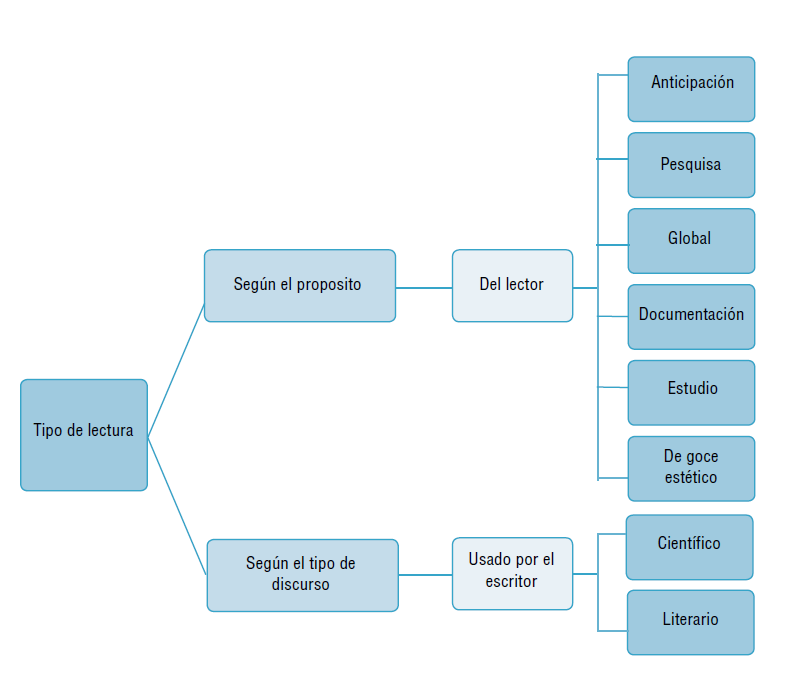 Tipo de lectura
Según el proposito
Del lector
Anticipación
Pesquisa
Global
Documentación
Estudio
De goce
estético
Según el tipo de
discurso
Usado por el
escritor
Científico
Literario